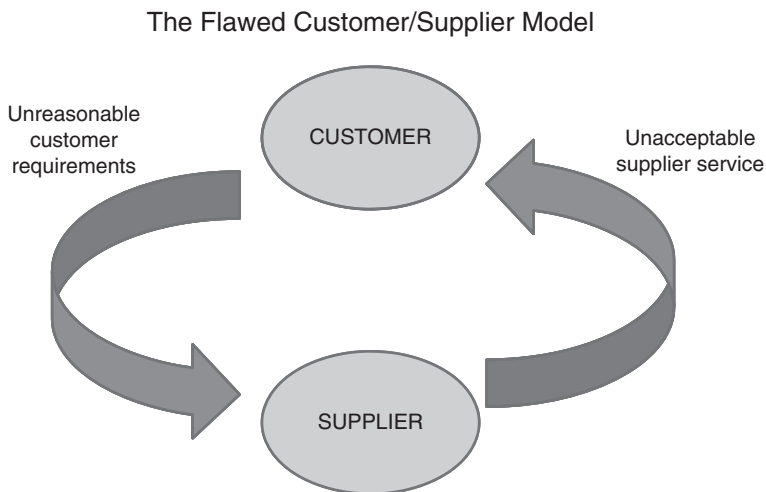 The Flawed Customer/Supplier Model
Unreasonable
customer
requirements
CUSTOMER
Unacceptable
supplier service
SUPPLIER